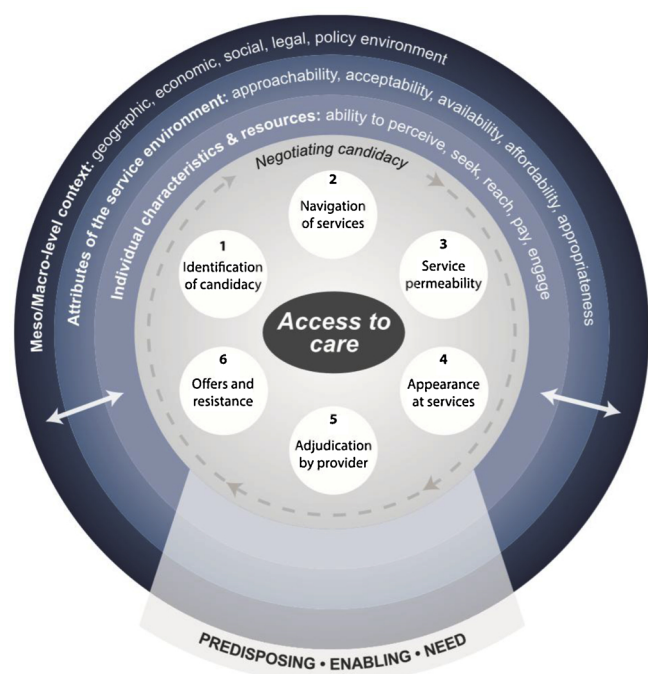 Meso/Macro-level context: geographic, economic, social, legal, policy environment
Attributes of the service environment: approachability, acceptability, availability, affordability, appropriateness
Individual characteristics & resources: ability to perceive, seek, reach, pay, engage
Negotiating candidacy
1
Identification
of candidacy
2
Navigation
of services
3
Service
permeability
Access to
care
4
Appearance
at services
5
Adjudication
by provider
6
Offers and
resistance
PREDISPOSING • ENABLING • NEED